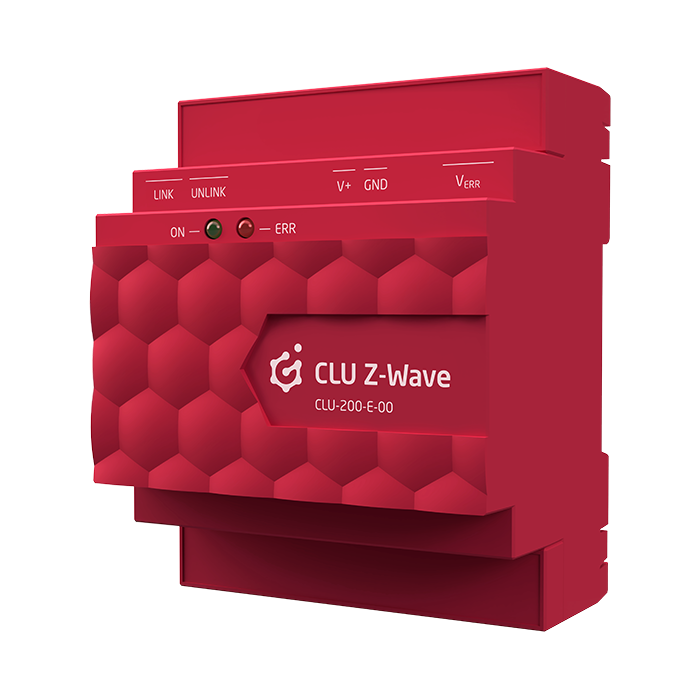 LINK UNLINK V+ GND VERR
ON ERR
CLU Z-Wave
CLU-200-E-00